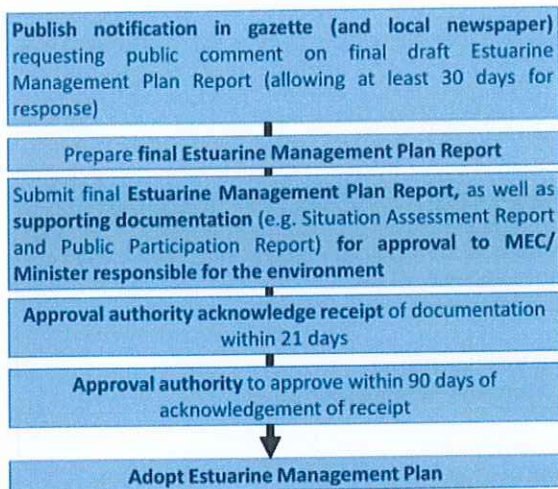 Publish notification in gazette (and local newspaper)
requesting public comment on final draft Estuarine
Management Plan Report (allowing at least 30 days for
response)
Prepare final Estuarine Management Plan Report
Submit final Estuarine Management Plan Report, as well as
supporting documentation (e.g. Situation Assessment Report
and Public Participation Report) for approval to MEC/
Minister responsible for the environment
Approval authority acknowledge receipt of documentation
within 21 days
Approval authority to approve within 90 days of
acknowledgement of receipt
Adopt Estuarine Management Plan